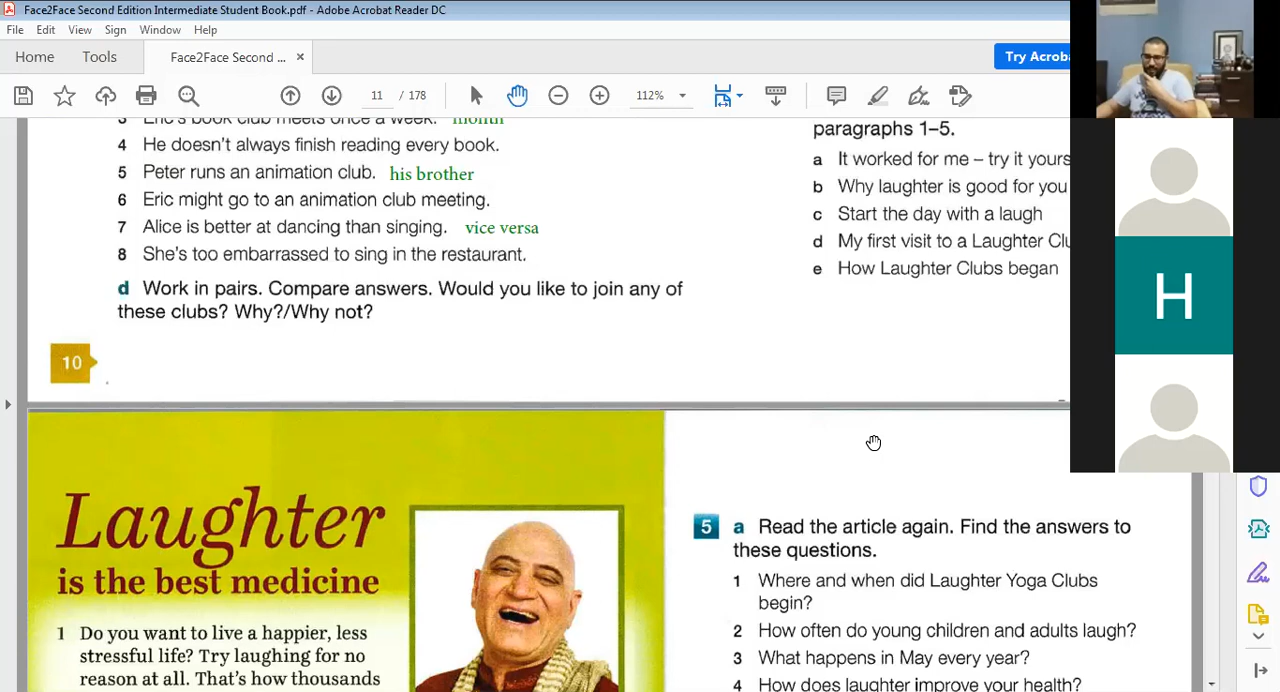 Face2Face Second Edition Intermediate Student Book.pdf - Adobe Acrobat Reader DC
File Edit View Sign Window Help
Home Tools Face2Face Second ... × Try Acroba
11 / 178 112%
3 Eric's book club meets once a week. month
4 He doesn't always finish reading every book.
5 Peter runs an animation club. his brother
6 Eric might go to an animation club meeting.
7 Alice is better at dancing than singing. vice versa
8 She's too embarrassed to sing in the restaurant.
d Work in pairs. Compare answers. Would you like to join any of
these clubs? Why?/Why not?
10
paragraphs 1–5.
a It worked for me – try it yours
b Why laughter is good for you
c Start the day with a laugh
d My first visit to a Laughter Clu
e How Laughter Clubs began
H
Laughter
is the best medicine
1 Do you want to live a happier, less
stressful life? Try laughing for no
reason at all. That's how thousands
5 a Read the article again. Find the answers to
these questions.
1 Where and when did Laughter Yoga Clubs
begin?
2 How often do young children and adults laugh?
3 What happens in May every year?
4 How does laughter improve your health?